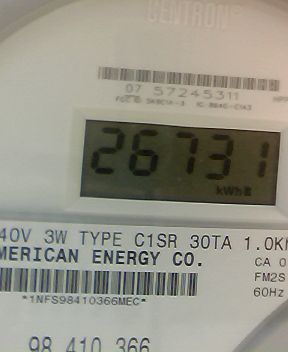 CENTRON®
07 57245311
26731
kWh
40V 3W TYPE C1SR 30TA 1.0K
MERICAN ENERGY CO.
CA 0
FM2S
*1NFS98410366MEC*
60Hz
98 410 366